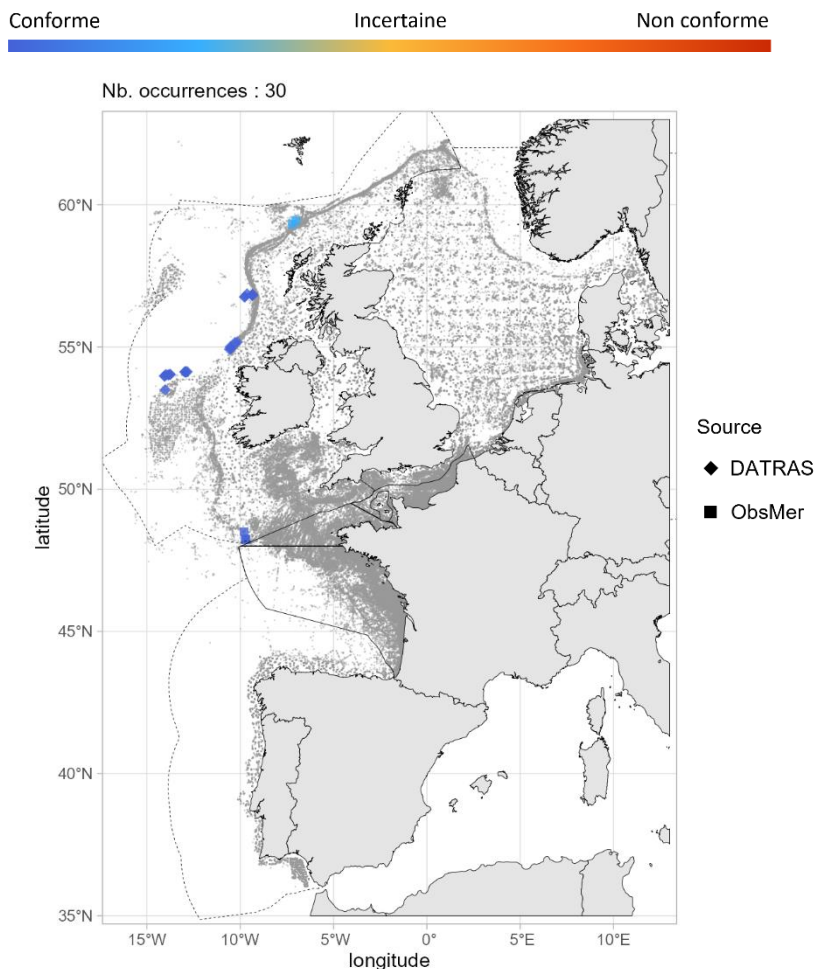 Conforme Incertaine Non conforme
Nb. occurrences : 30
60°N
55°N
50°N
45°N
40°N
35°N
latitude
15°W 10°W 5°W 0° 5°E 10°E
longitude
Source
DATRAS
ObsMer